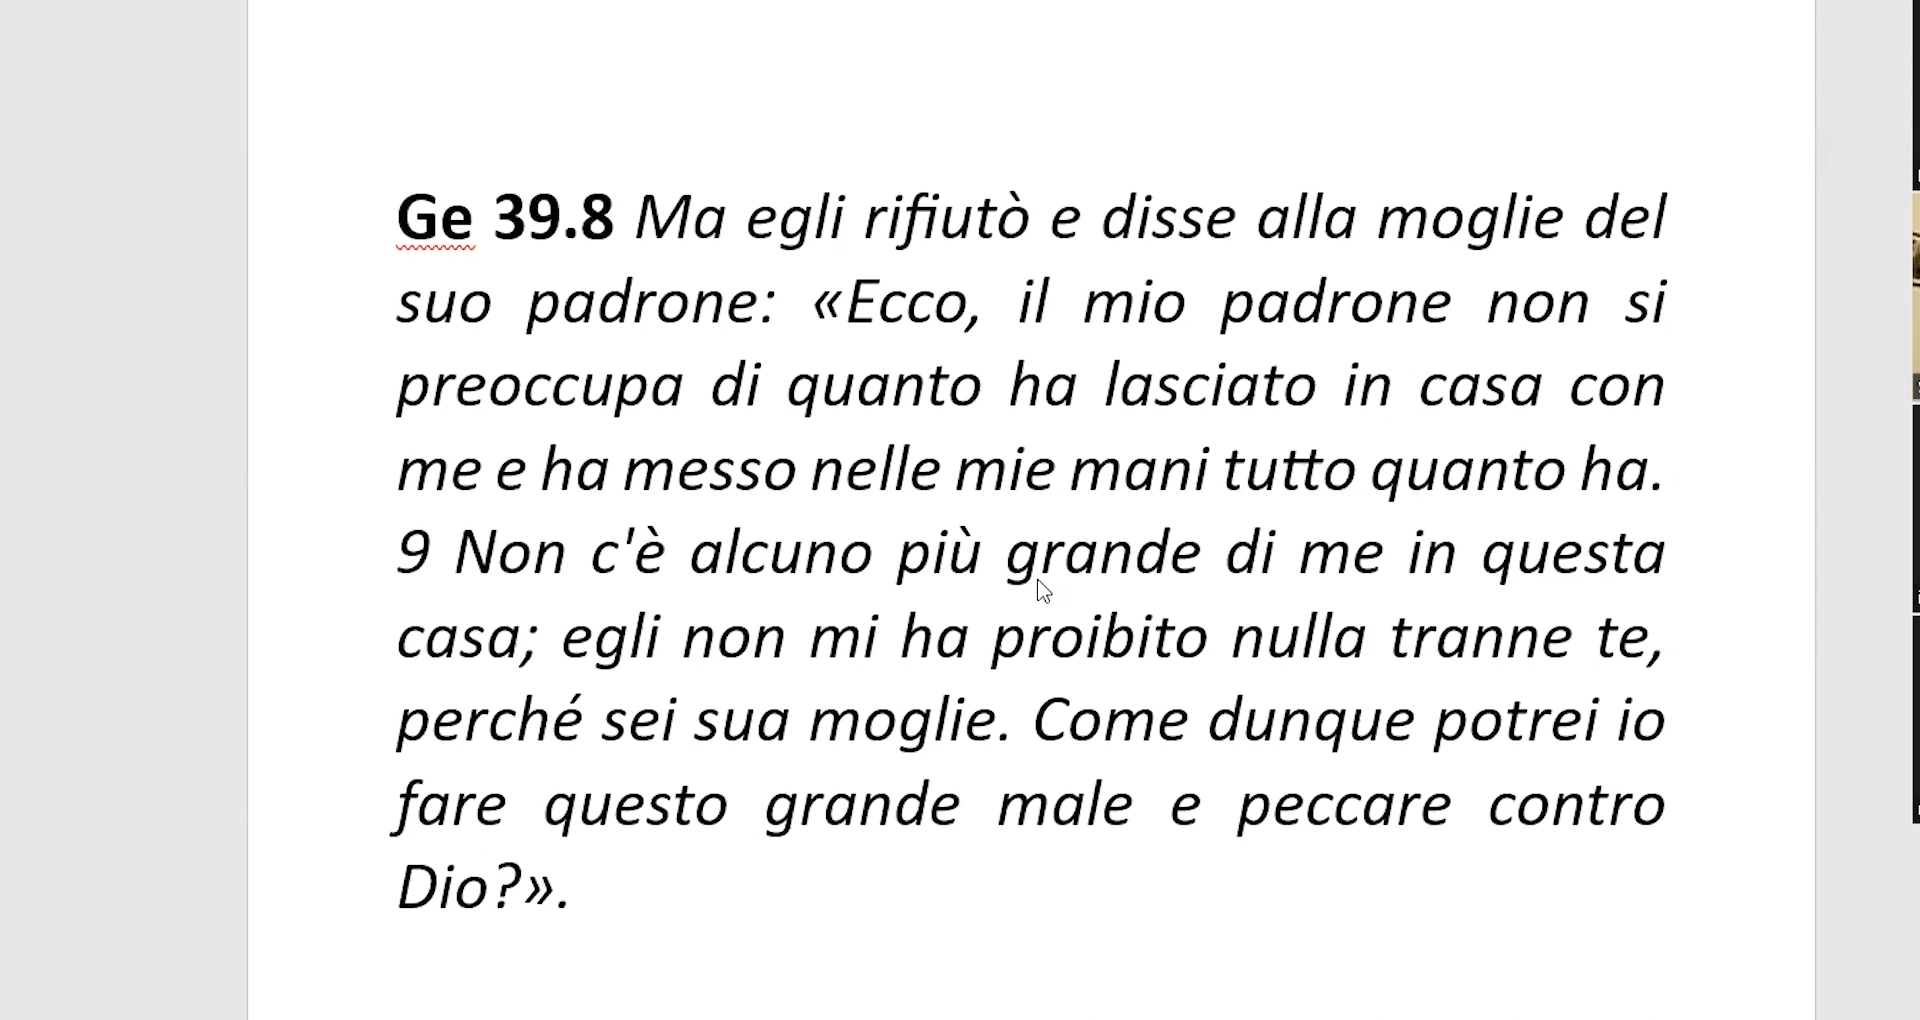 Ge 39.8 Ma egli rifiutò e disse alla moglie del
suo padrone: «Ecco, il mio padrone non si
preoccupa di quanto ha lasciato in casa con
me e ha messo nelle mie mani tutto quanto ha.
9 Non c'è alcuno più grande di me in questa
casa; egli non mi ha proibito nulla tranne te,
perché sei sua moglie. Come dunque potrei io
fare questo grande male e peccare contro
Dio?».